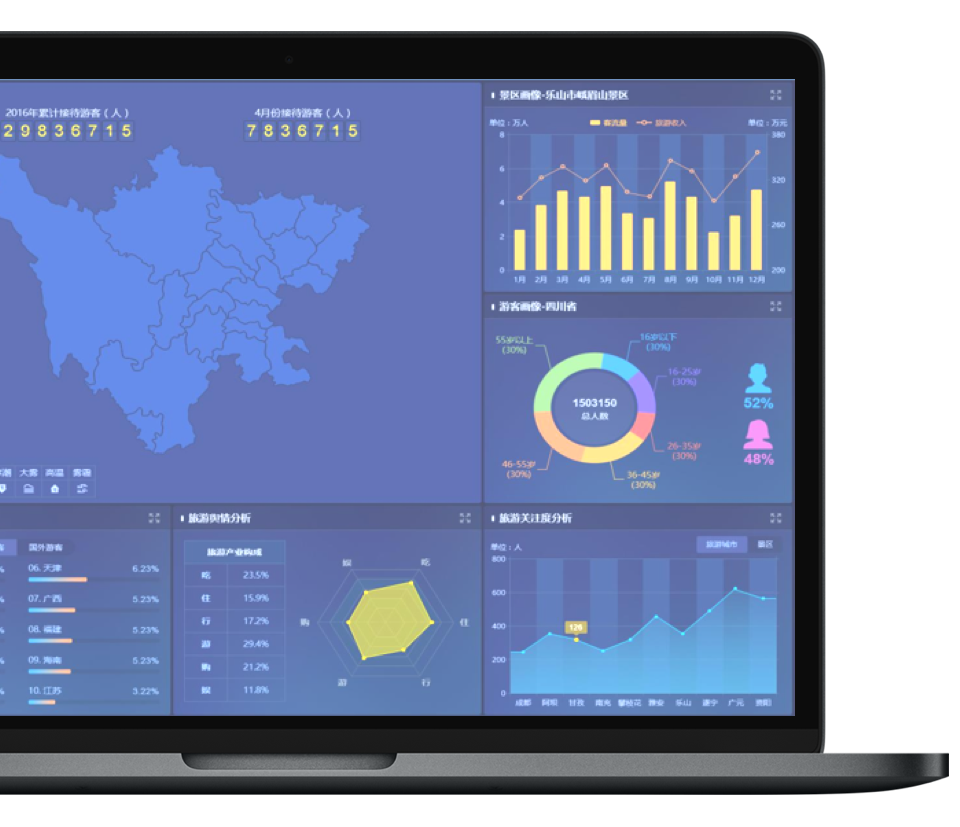 2016年累计接待游客（人）
29836715
4月份接待游客（人）
7836715
大雾 高温
景区画像-乐山市峨眉山景区
单位：万人 客流量 旅游收入 单位：万元
8
6
4
2
0
380
320
260
200
1月 2月 3月 4月 5月 6月 7月 8月 9月 10月 11月 12月
游客画像-四川省
55岁以上
(30%)
16岁以下
(30%)
16-25岁
(30%)
26-35岁
(30%)
36-45岁
(30%)
46-55岁
(30%)
1503150
总人数
52%
48%
国外游客
06. 天津 6.23%
07. 广西 5.23%
08. 福建 5.23%
09. 海南 5.23%
10. 江苏 3.22%
旅游舆情分析
旅游产业构成
吃 23.5%
住 15.9%
行 17.2%
游 29.4%
购 21.2%
娱 11.8%
娱
吃
购
住
游
行
旅游关注度分析
单位：人
旅游城市 景区
800
600
400
200
0
126
成都 阿坝 甘孜 南充 攀枝花 雅安 乐山 遂宁 广元 资阳